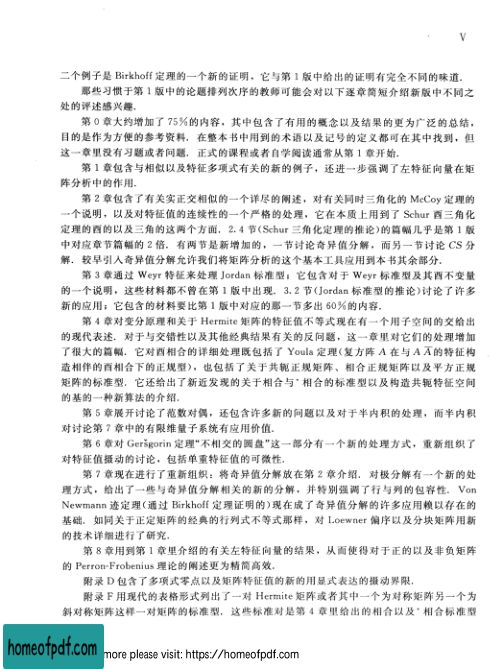 V
二个例子是 Birkhoff 定理的一个新的证明，它与第 1 版中给出的证明有完全不同的味道.
那些习惯于第 1 版中的论题排列次序的教师可能会对以下逐章简短介绍新版中不同之
处的评述感兴趣.
第 0 章大约增加了 75%的内容，其中包含了有用的概念以及结果的更为广泛的总结，
目的是作为方便的参考资料. 在整本书中用到的术语以及记号的定义都可在其中找到，但
这一章里没有习题或者问题. 正式的课程或者自学阅读通常从第 1 章开始.
第 1 章包含与相似以及特征多项式有关的新的例子，还进一步强调了左特征向量在矩
阵分析中的作用.
第 2 章包含了有关实正交相似的一个详尽的阐述，对有关同时三角化的 McCoy 定理的
一个说明，以及对特征值的连续性的一个严格的处理，它在本质上用到了 Schur 酉三角化
定理的酉的以及三角的这两个方面. 2.4 节(Schur 三角化定理的推论)的篇幅几乎是第 1 版
中对应章节篇幅的 2 倍. 有两节是新增加的，一节讨论奇异值分解，而另一节讨论 CS 分
解. 较早引入奇异值分解允许我们将矩阵分析的这个基本工具应用到本书其余部分.
第 3 章通过 Weyr 特征来处理 Jordan 标准型；它包含对于 Weyr 标准型及其酉不变量
的一个说明，这些材料都不曾在第 1 版中出现. 3.2 节(Jordan 标准型的推论)讨论了许多
新的应用；它包含的材料要比第 1 版中对应的那一节多出 60%的内容.
第 4 章对变分原理和关于 Hermite 矩阵的特征值不等式现在有一个用子空间的交给出
的现代表述. 对于与交错性以及其他经典结果有关的反问题，这一章里对它们的处理增加
了很大的篇幅. 它对酉相合的详细处理既包括了 Youla 定理(复方阵 A 在与 AĀ的特征构
造相伴的酉相合下的正规型)，也包括了关于共轭正规矩阵、相合正规矩阵以及平方正规
矩阵的标准型. 它还给出了新近发现的关于相合与*相合的标准型以及构造共轭特征空间
的基的一种新算法的介绍.
第 5 章展开讨论了范数对偶，还包含许多新的问题以及对于半内积的处理，而半内积
对讨论第 7 章中的有限维量子系统有应用价值.
第 6 章对 Geršgorin 定理“不相交的圆盘”这一部分有一个新的处理方式，重新组织了
对特征值摄动的讨论，包括单重特征值的可微性.
第 7 章现在进行了重新组织：将奇异值分解放在第 2 章介绍. 对极分解有一个新的处
理方式，给出了一些与奇异值分解相关的新的分解，并特别强调了行与列的包容性. Von
Newmann 迹定理(通过 Birkhoff 定理证明的)现在成了奇异值分解的许多应用赖以存在的
基础. 如同关于正定矩阵的经典的行列式不等式那样，对 Loewner 偏序以及分块矩阵用新
的技术详细进行了研究.
第 8 章用到第 1 章里介绍的有关左特征向量的结果，从而使得对于正的以及非负矩阵
的 Perron-Frobenius 理论的阐述更为精简高效.
附录 D 包含了多项式零点以及矩阵特征值的新的用显式表达的摄动界限.
附录 F 用现代的表格形式列出了一对 Hermite 矩阵或者其中一个为对称矩阵另一个为
斜对称矩阵这样一对矩阵的标准型. 这些标准对是第 4 章里给出的相合以及*相合标准型
homeofpdf.com
more please visit: https://homeofpdf.com